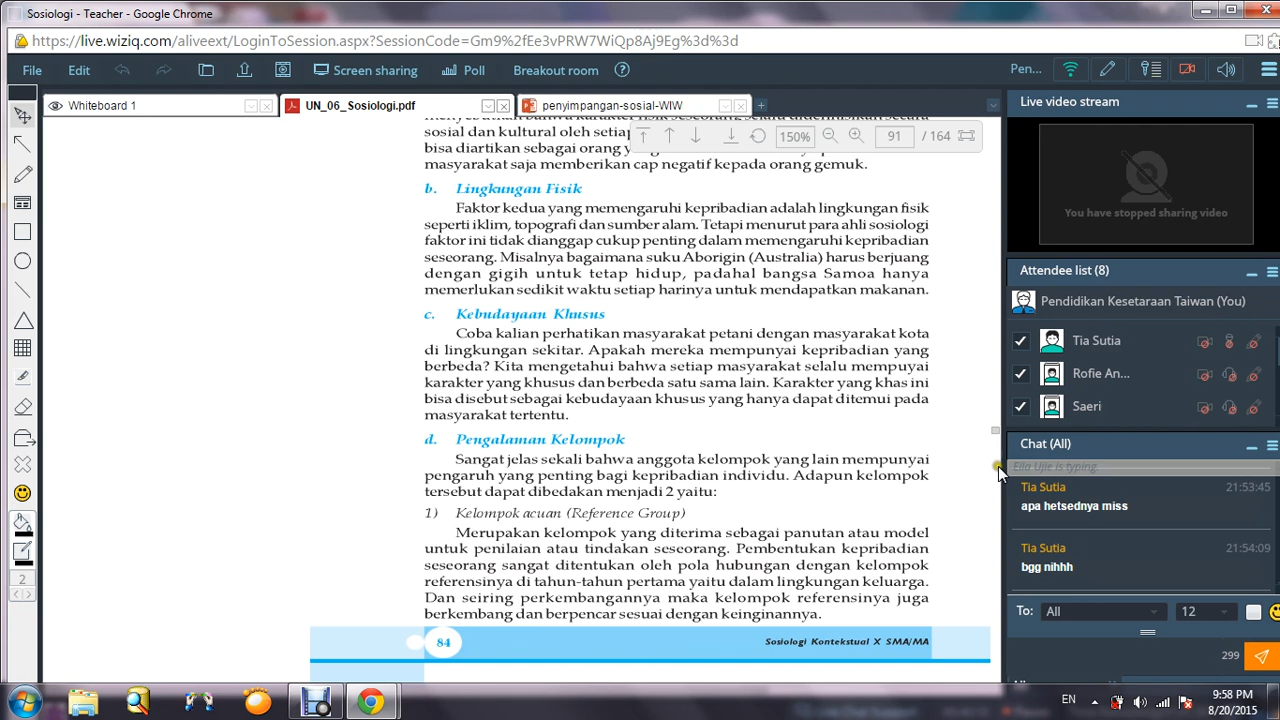 Sosiologi - Teacher - Google Chrome
https://live.wiziq.com/aliveext/LoginToSession.aspx?SessionCode=Gm9%2fEe3vPRW7WiQp8Aj9Eg%3d%3d
File Edit Screen sharing Poll Breakout room Pen...
Whiteboard 1 UN_06_Sosiologi.pdf penyimpangan-sosial-WIW
150% 91 / 164
sosial dan kultural oleh setiap
bisa diartikan sebagai orang
masyarakat saja memberikan cap negatif kepada orang gemuk.
b. Lingkungan Fisik
Faktor kedua yang memengaruhi kepribadian adalah lingkungan fisik
seperti iklim, topografi dan sumber alam. Tetapi menurut para ahli sosiologi
faktor ini tidak dianggap cukup penting dalam memengaruhi kepribadian
seseorang. Misalnya bagaimana suku Aborigin (Australia) harus berjuang
dengan gigih untuk tetap hidup, padahal bangsa Samoa hanya
memerlukan sedikit waktu setiap harinya untuk mendapatkan makanan.
c. Kebudayaan Khusus
Coba kalian perhatikan masyarakat petani dengan masyarakat kota
di lingkungan sekitar. Apakah mereka mempunyai kepribadian yang
berbeda? Kita mengetahui bahwa setiap masyarakat selalu mempuyai
karakter yang khusus dan berbeda satu sama lain. Karakter yang khas ini
bisa disebut sebagai kebudayaan khusus yang hanya dapat ditemui pada
masyarakat tertentu.
d. Pengalaman Kelompok
Sangat jelas sekali bahwa anggota kelompok yang lain mempunyai
pengaruh yang penting bagi kepribadian individu. Adapun kelompok
tersebut dapat dibedakan menjadi 2 yaitu:
1) Kelompok acuan (Reference Group)
Merupakan kelompok yang diterima sebagai panutan atau model
untuk penilaian atau tindakan seseorang. Pembentukan kepribadian
seseorang sangat ditentukan oleh pola hubungan dengan kelompok
referensinya di tahun-tahun pertama yaitu dalam lingkungan keluarga.
Dan seiring perkembangannya maka kelompok referensinya juga
berkembang dan berpencar sesuai dengan keinginannya.
84 Sosiologi Kontekstual X SMA/MA
2
Live video stream
You have stopped sharing video
Attendee list (8)
Pendidikan Kesetaraan Taiwan (You)
Tia Sutia
Rofie An...
Saeri
Chat (All)
Ella Ujie is typing.
Tia Sutia 21:53:45
apa hetsednya miss
Tia Sutia 21:54:09
bgg nihhh
To: All 12
299
EN 9:58 PM
8/20/2015